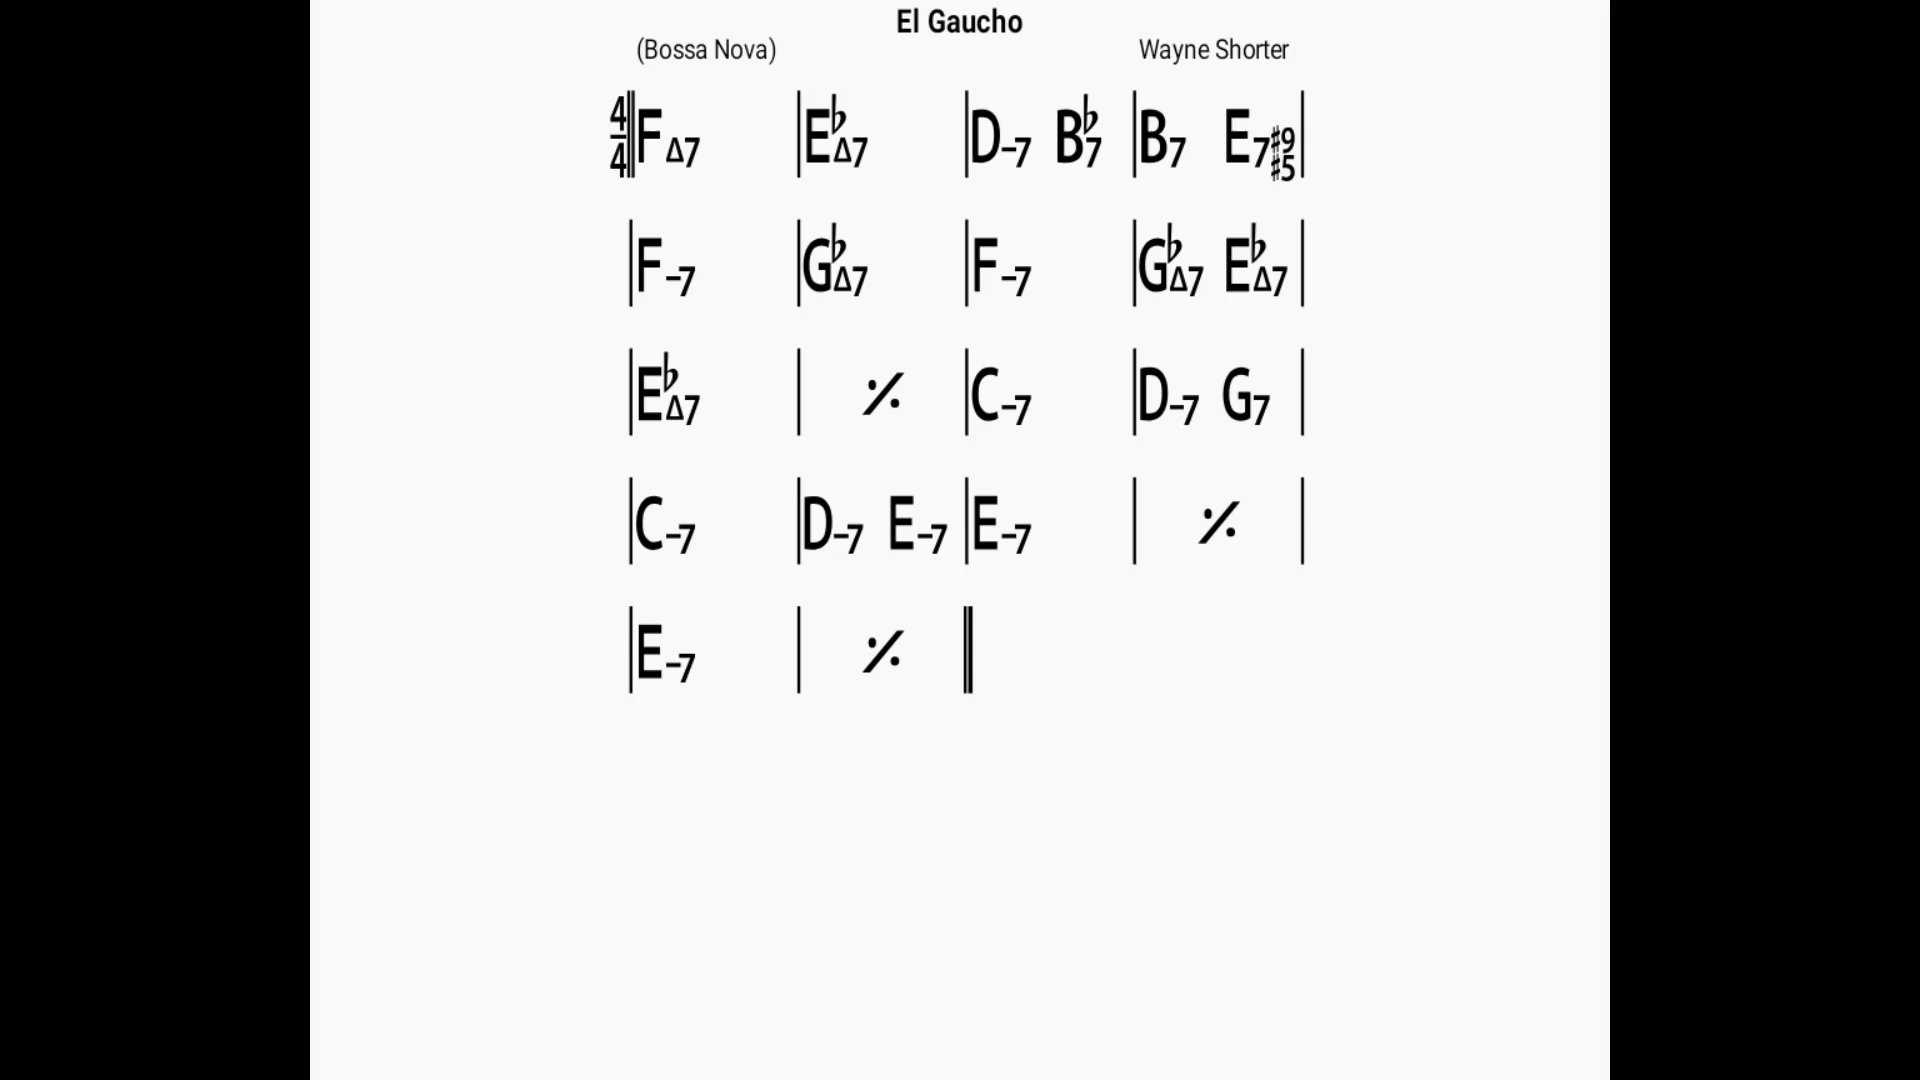 El Gaucho
(Bossa Nova) Wayne Shorter
4/4 FΔ7 | E♭Δ7 | D–7 B♭7 | B7 E7♯9♯5 |
| F–7 | G♭Δ7 | F–7 | G♭Δ7 E♭Δ7 |
| E♭Δ7 | 𝄎 | C–7 | D–7 G7 |
| C–7 | D–7 E–7 | E–7 | 𝄎 |
| E–7 | 𝄎 ||